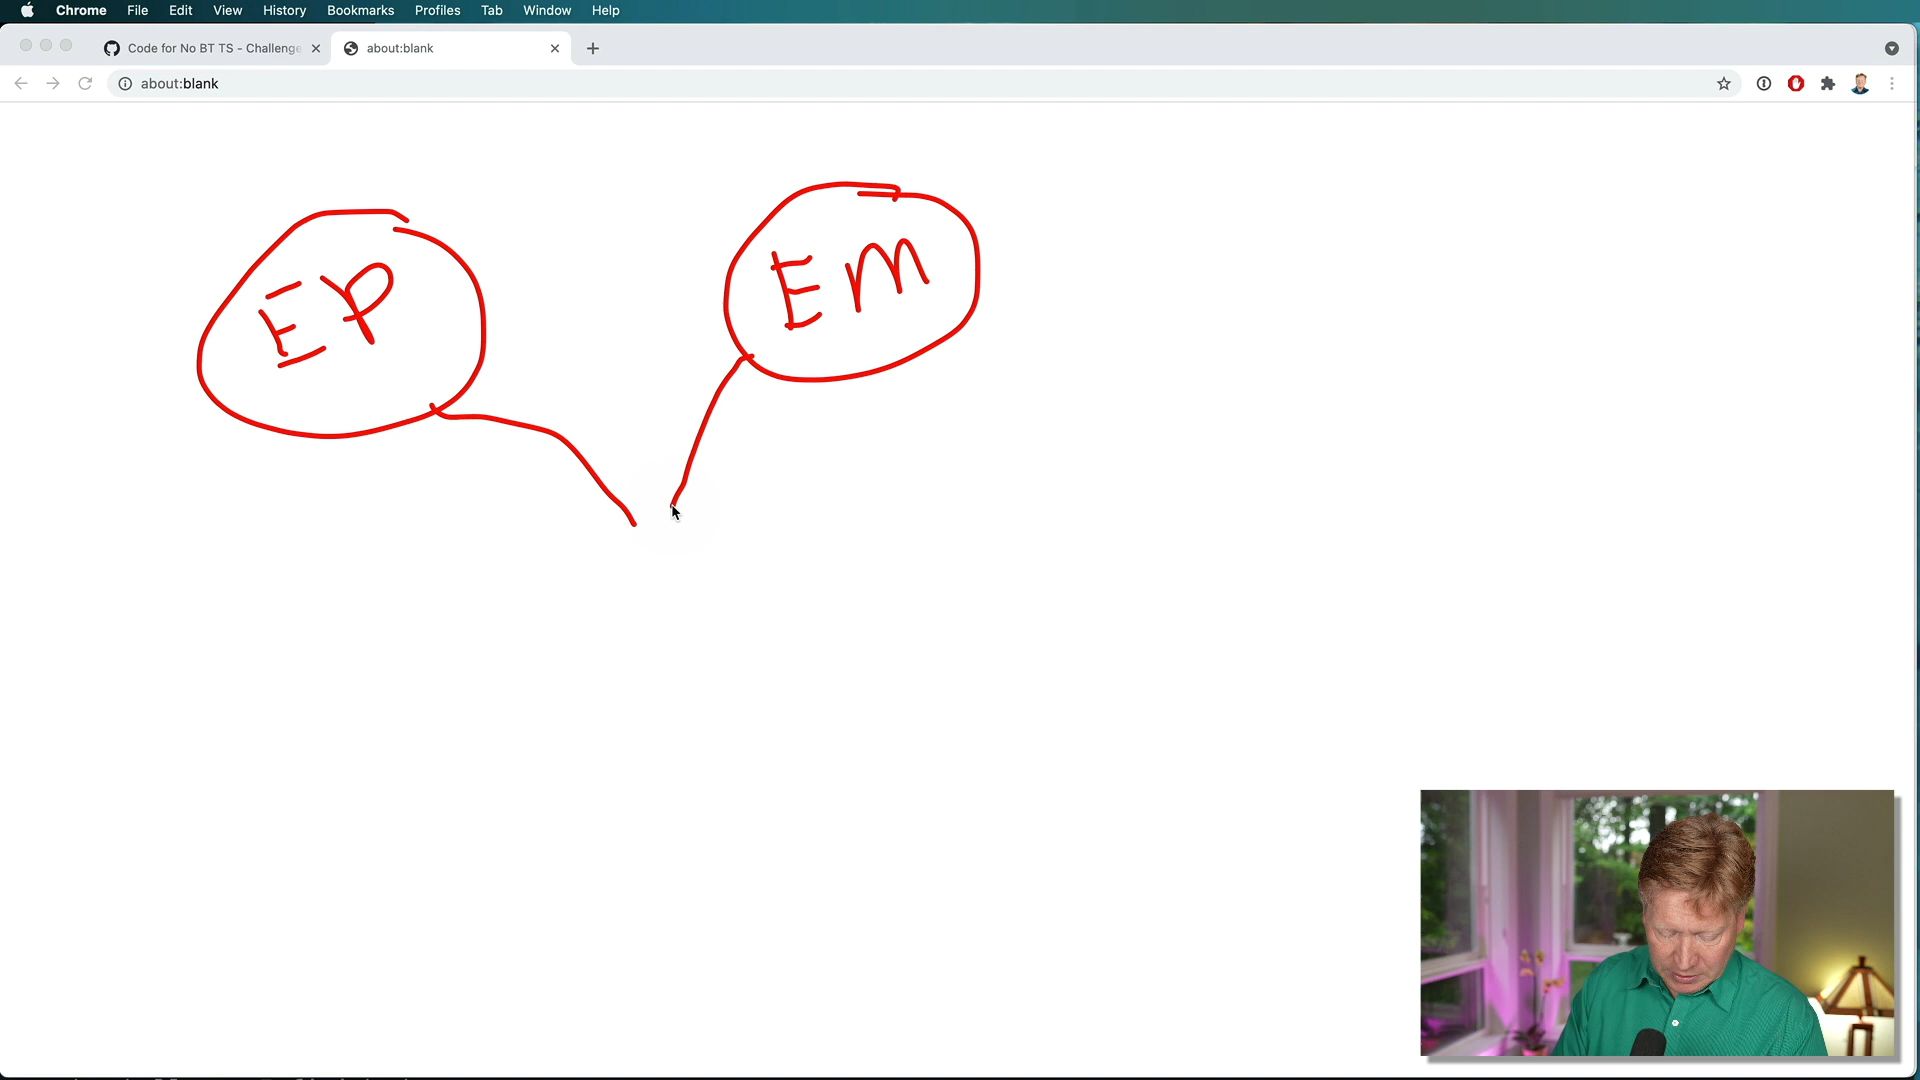 Chrome File Edit View History Bookmarks Profiles Tab Window Help
Code for No BT TS - Challenge
about:blank
about:blank
EP
Em